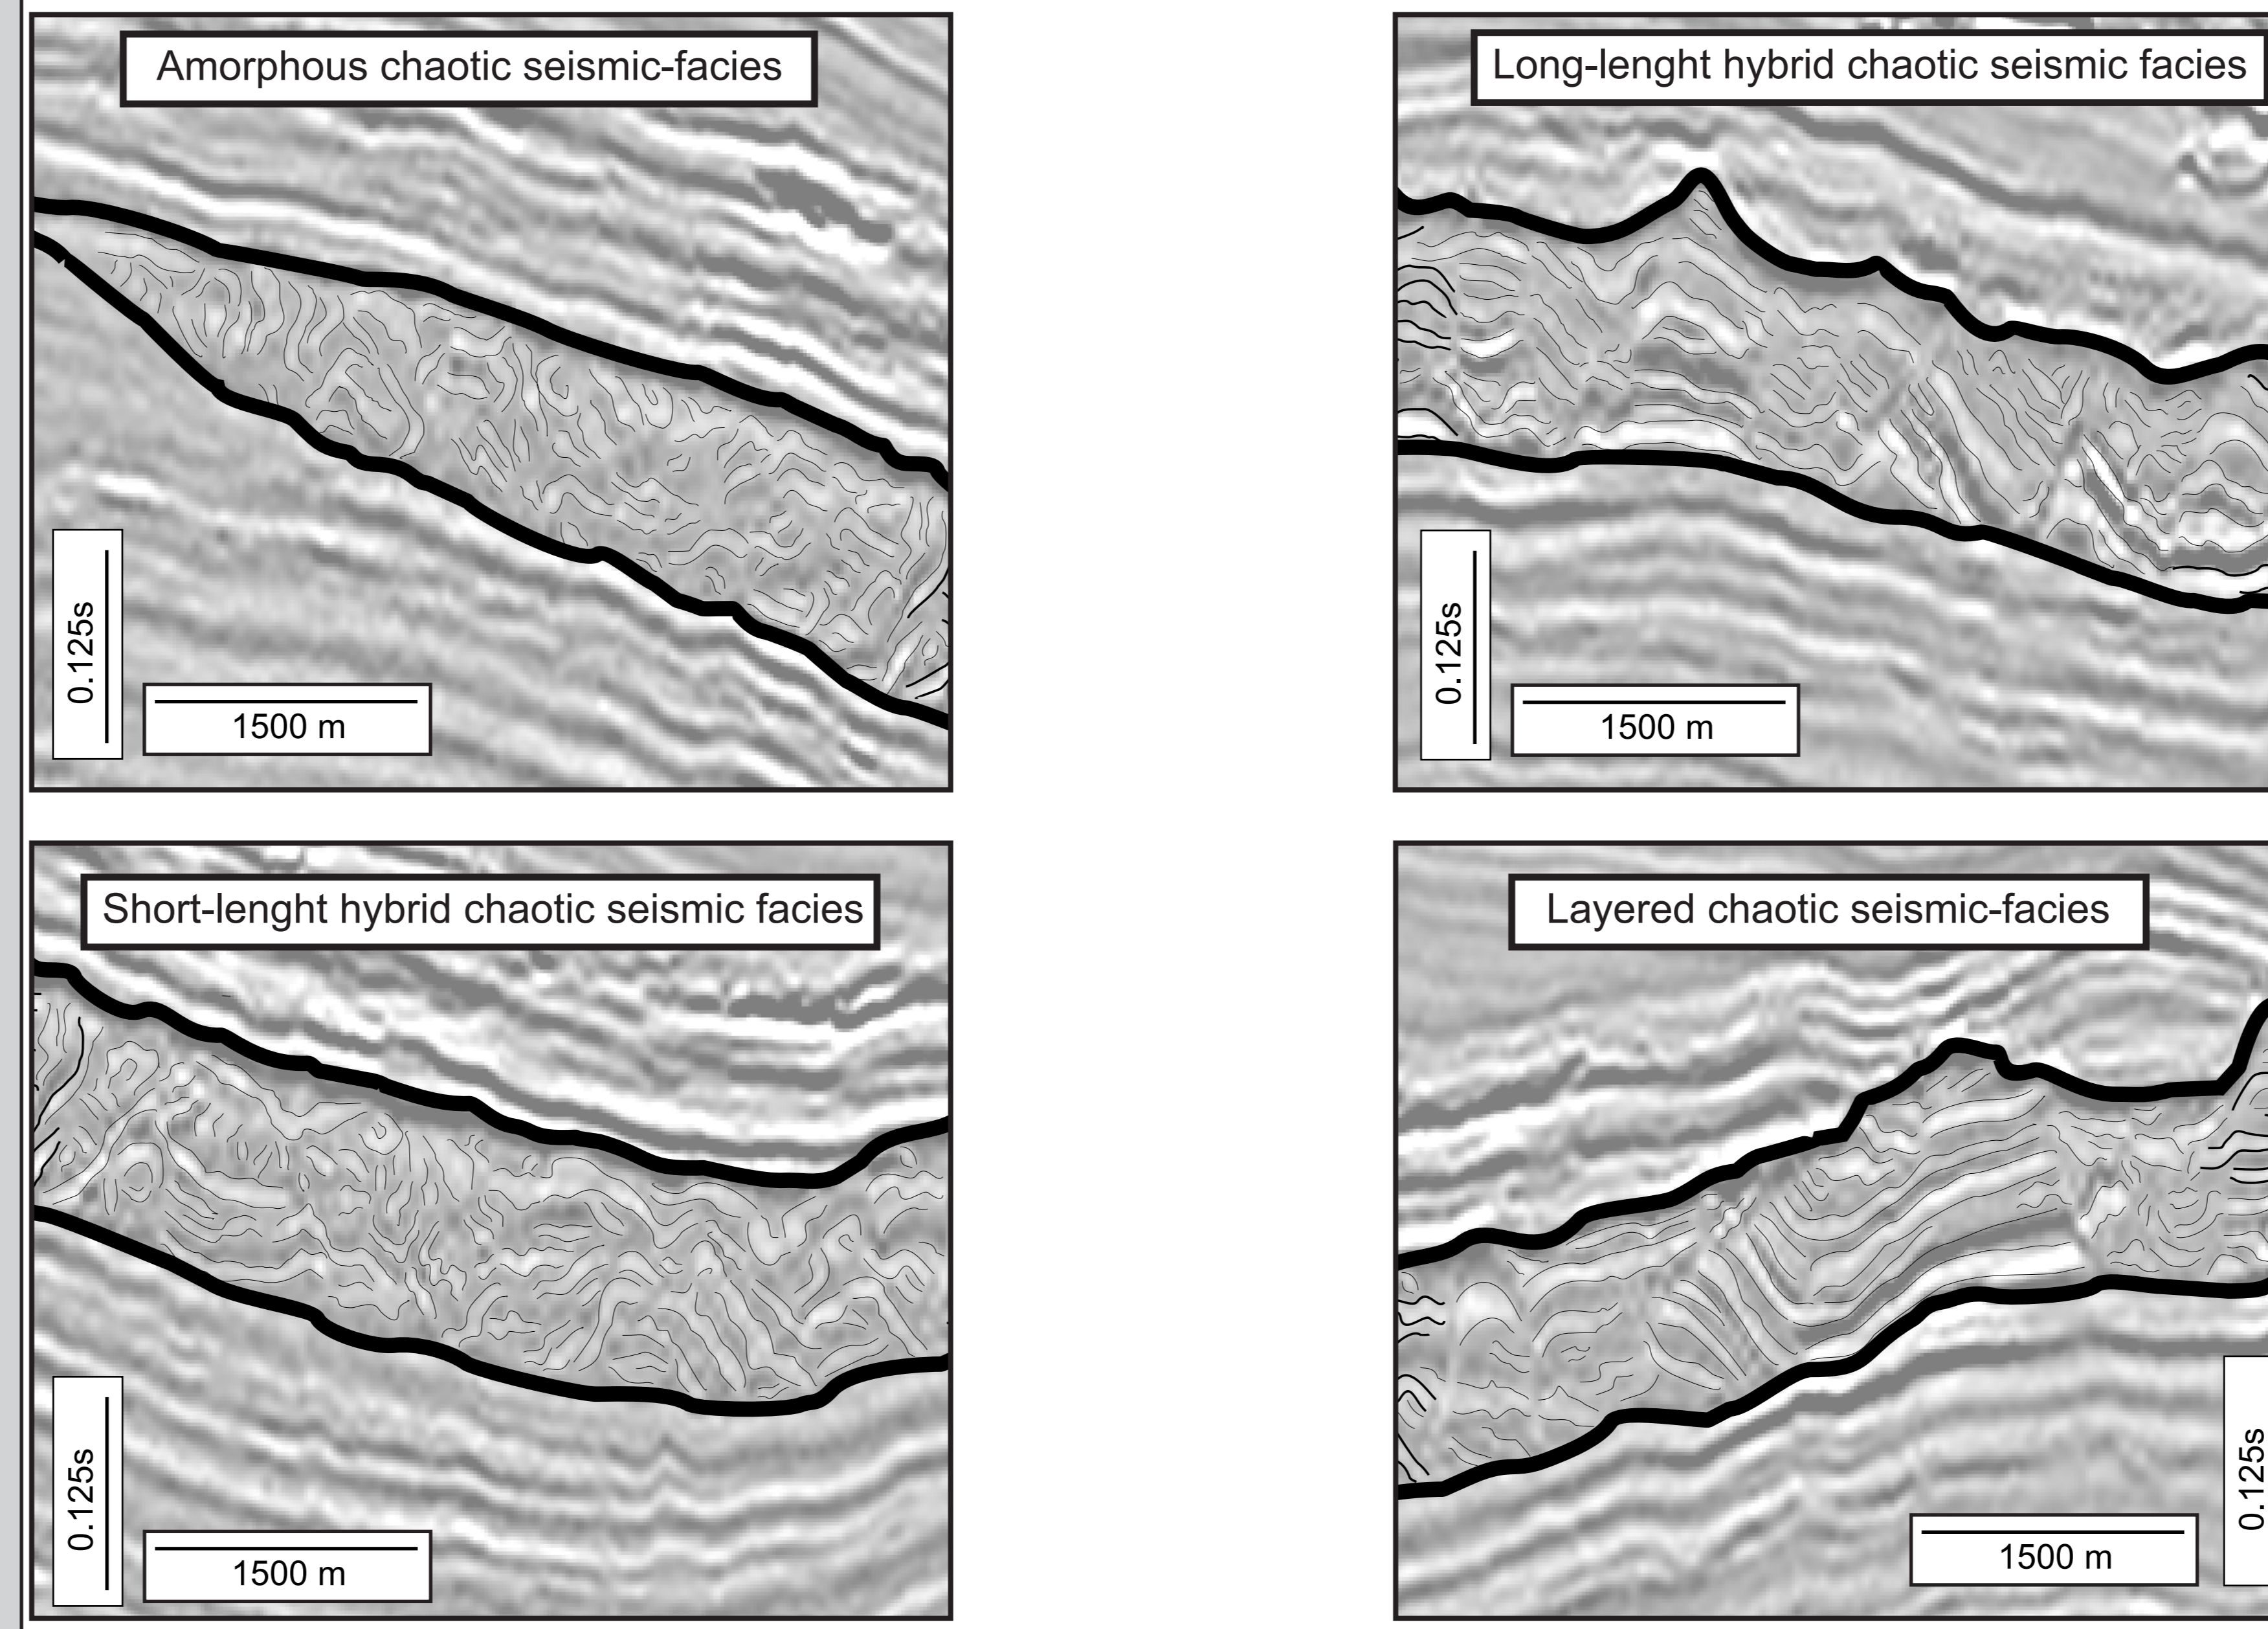 Amorphous chaotic seismic-facies
0.125s
1500 m
Long-lenght hybrid chaotic seismic facies
0.125s
1500 m
Short-lenght hybrid chaotic seismic facies
0.125s
1500 m
Layered chaotic seismic-facies
1500 m
0.125s